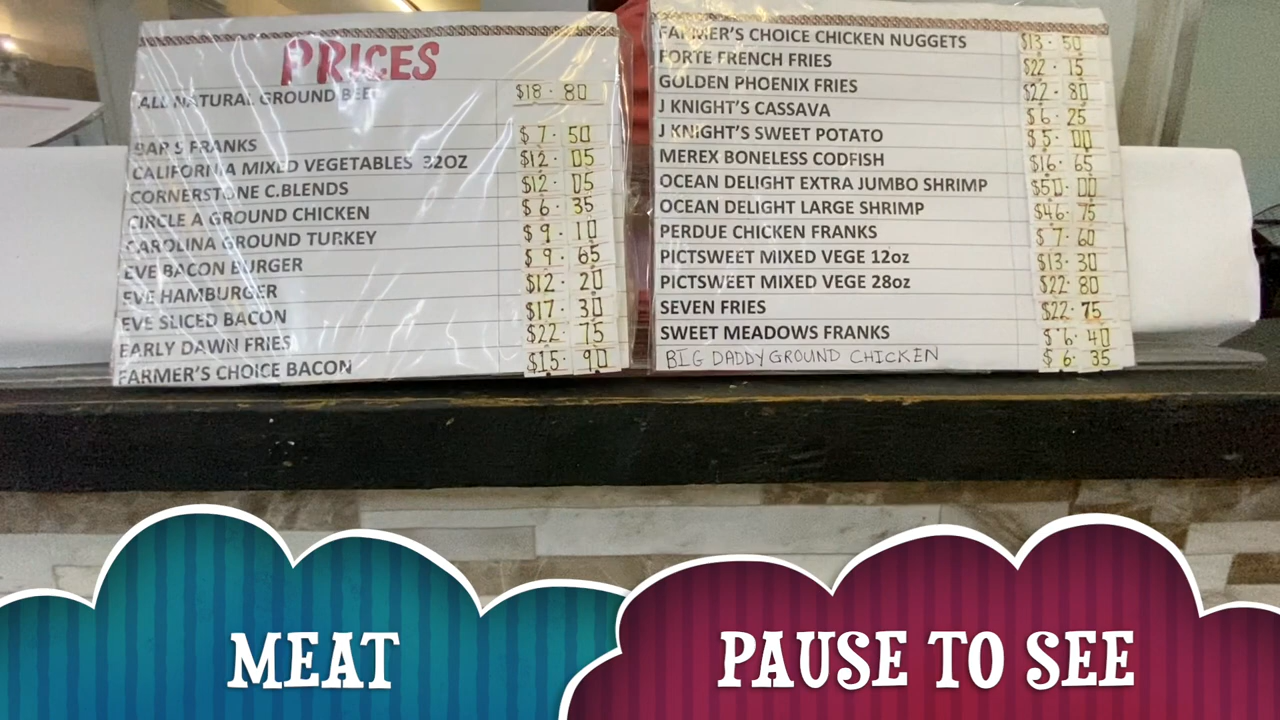 PRICES
ALL NATURAL GROUND BEEF $18.80
BAR S FRANKS $7.50
CALIFORNIA MIXED VEGETABLES 32OZ $12.05
CORNERSTONE C.BLENDS $12.05
CIRCLE A GROUND CHICKEN $6.35
CAROLINA GROUND TURKEY $9.10
EVE BACON BURGER $9.65
EVE HAMBURGER $12.20
EVE SLICED BACON $17.30
EARLY DAWN FRIES $22.75
FARMER'S CHOICE BACON $15.90
FARMER'S CHOICE CHICKEN NUGGETS $13.50
FORTE FRENCH FRIES $22.15
GOLDEN PHOENIX FRIES $22.80
J KNIGHT'S CASSAVA $6.25
J KNIGHT'S SWEET POTATO $5.00
MEREX BONELESS CODFISH $16.65
OCEAN DELIGHT EXTRA JUMBO SHRIMP $50.00
OCEAN DELIGHT LARGE SHRIMP $46.75
PERDUE CHICKEN FRANKS $7.60
PICTSWEET MIXED VEGE 12oz $13.30
PICTSWEET MIXED VEGE 28oz $22.80
SEVEN FRIES $22.75
SWEET MEADOWS FRANKS $6.40
BIG DADDY GROUND CHICKEN $6.35
MEAT
PAUSE TO SEE